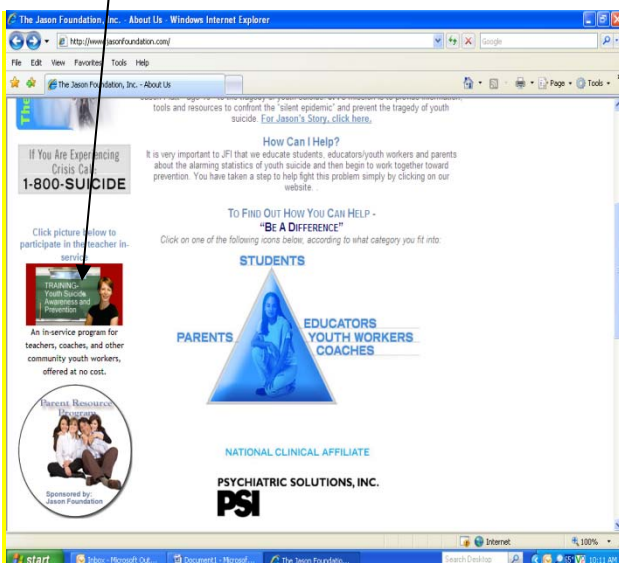 The Jason Foundation, Inc. - About Us - Windows Internet Explorer
http://www.jasonfoundation.com/
Google
File Edit View Favorites Tools Help
The Jason Foundation, Inc. - About Us
Page Tools
The
tools and resources to confront the "silent epidemic" and prevent the tragedy of youth
suicide. For Jason's Story, click here.
If You Are Experiencing
Crisis Call
1-800-SUICIDE
How Can I Help?
It is very important to JFI that we educate students, educators/youth workers and parents
about the alarming statistics of youth suicide and then begin to work together toward
prevention. You have taken a step to help fight this problem simply by clicking on our
website. .
TO FIND OUT HOW YOU CAN HELP -
"BE A DIFFERENCE"
Click on one of the following icons below, according to what category you fit into:
Click picture below to
participate in the teacher in-
service
TRAINING-
Youth Suicide
Awareness and
Prevention
An in-service program for
teachers, coaches, and other
community youth workers,
offered at no cost.
STUDENTS
PARENTS
EDUCATORS
YOUTH WORKERS
COACHES
Parent Resource
Program
Sponsored by:
Jason Foundation
NATIONAL CLINICAL AFFILIATE
PSYCHIATRIC SOLUTIONS, INC.
PSI
Internet
100%
start
Inbox - Microsoft Out...
Document1 - Microsof...
The Jason Foundatio...
Search Desktop
10:11 AM